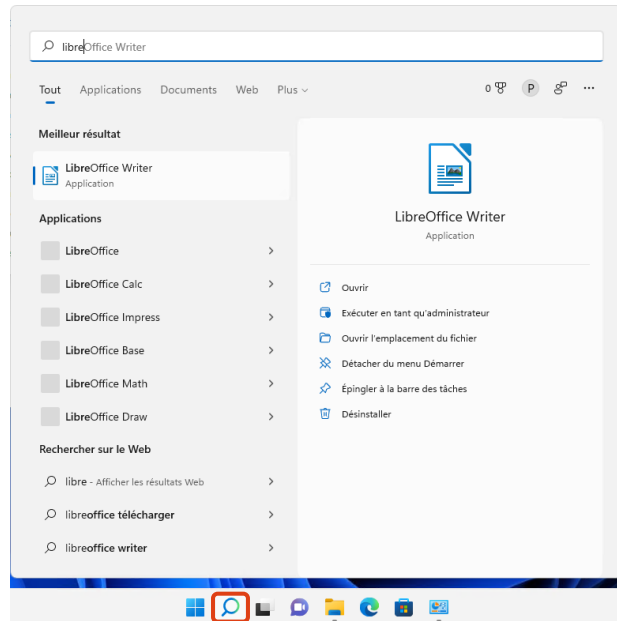 libreOffice Writer
Tout Applications Documents Web Plus 0 P ...
Meilleur résultat
LibreOffice Writer
Application
Applications
LibreOffice
LibreOffice Calc
LibreOffice Impress
LibreOffice Base
LibreOffice Math
LibreOffice Draw
Rechercher sur le Web
libre - Afficher les résultats Web
libreoffice télécharger
libreoffice writer
LibreOffice Writer
Application
Ouvrir
Exécuter en tant qu'administrateur
Ouvrir l'emplacement du fichier
Détacher du menu Démarrer
Épingler à la barre des tâches
Désinstaller